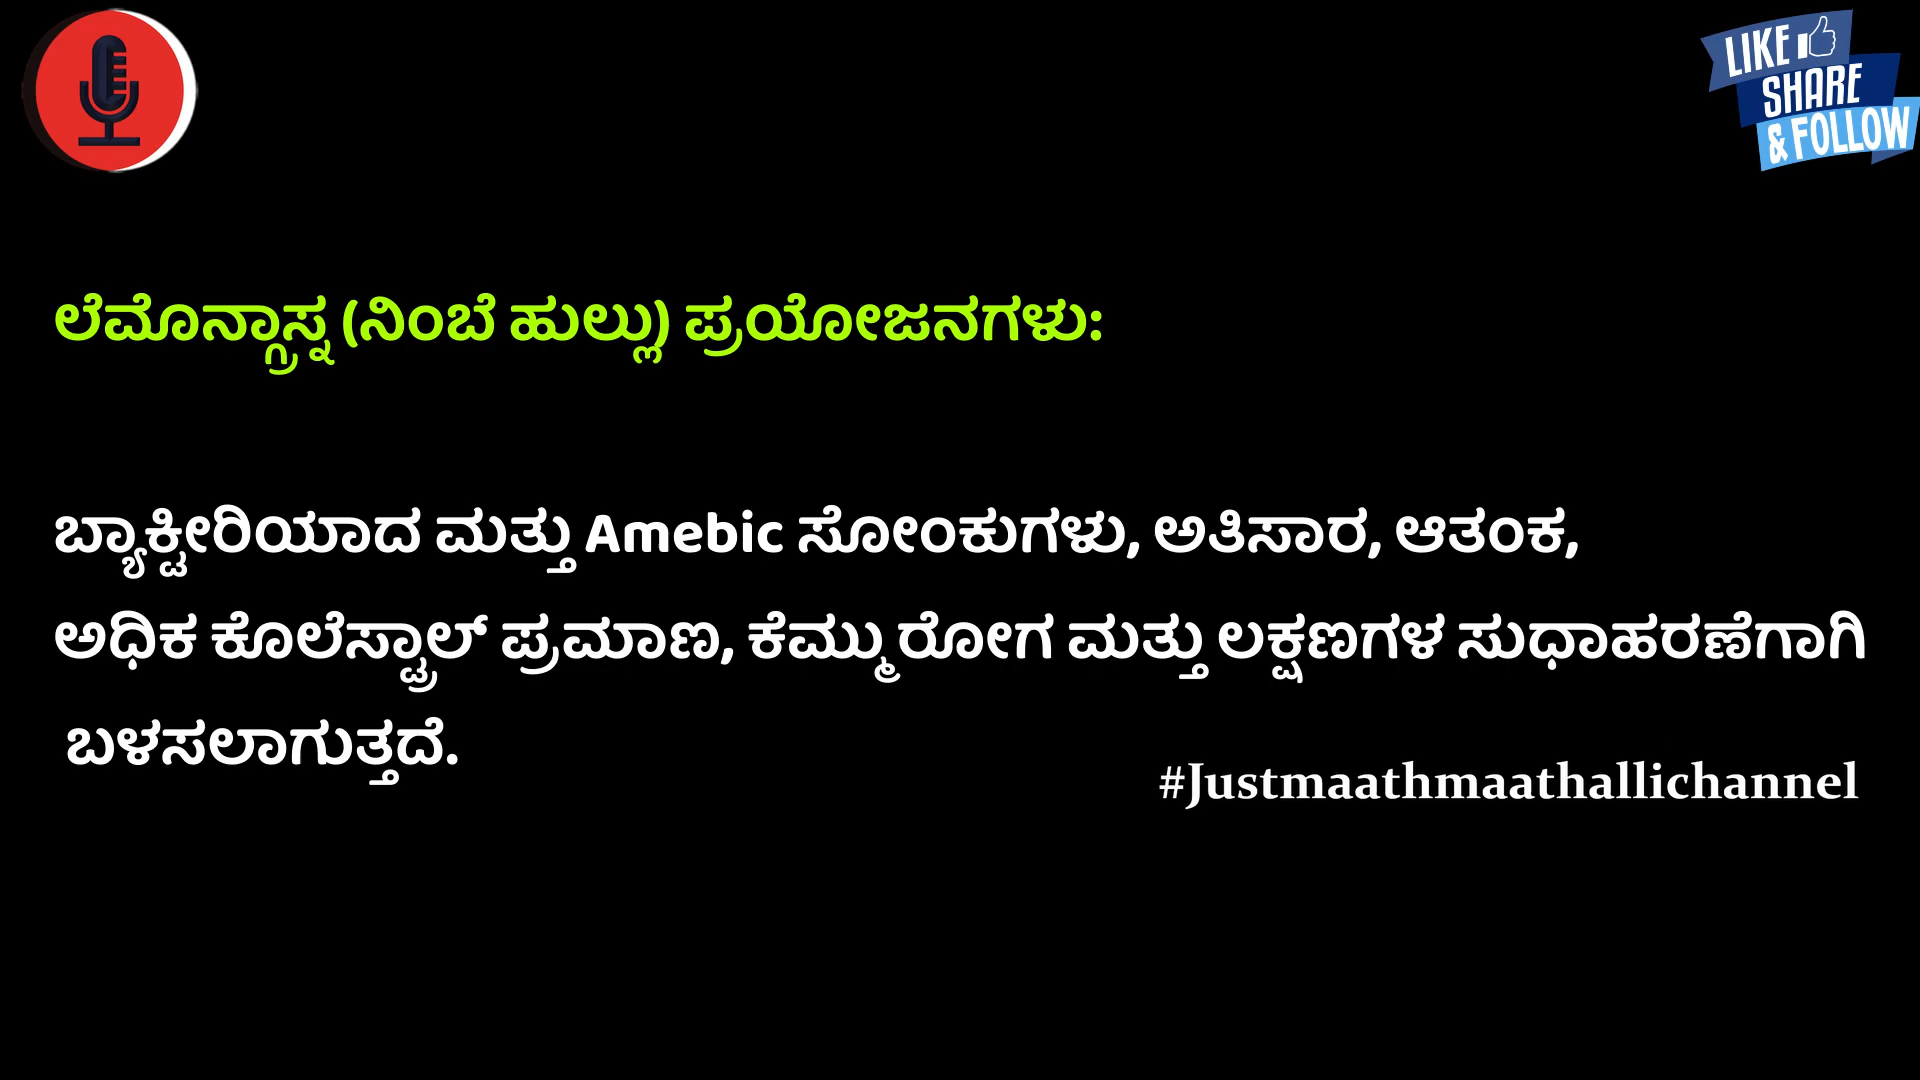 LIKE
SHARE
& FOLLOW
ಲೆಮೊನ್ಗ್ರಾಸ್ನ (ನಿಂಬೆ ಹುಲ್ಲು) ಪ್ರಯೋಜನಗಳು:
ಬ್ಯಾಕ್ಟೀರಿಯಾದ ಮತ್ತು Amebic ಸೋಂಕುಗಳು, ಅತಿಸಾರ, ಆತಂಕ,
ಅಧಿಕ ಕೊಲೆಸ್ಟ್ರಾಲ್ ಪ್ರಮಾಣ, ಕೆಮ್ಮು ರೋಗ ಮತ್ತು ಲಕ್ಷಣಗಳ ಸುಧಾಹರಣೆಗಾಗಿ
ಬಳಸಲಾಗುತ್ತದೆ.
#Justmaathmaathallichannel